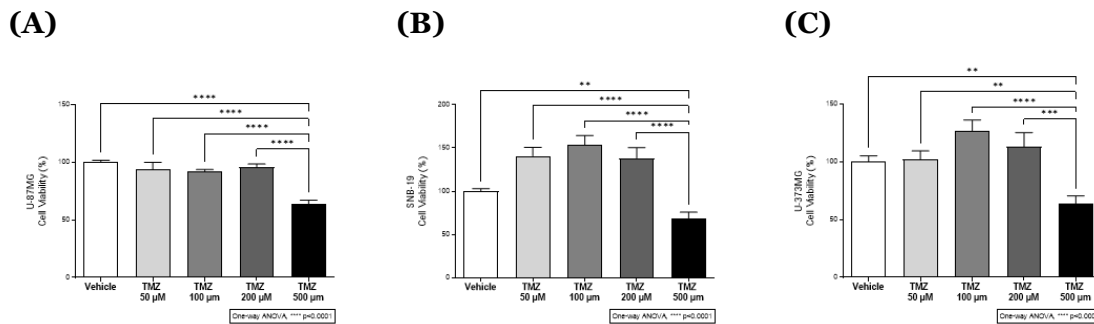 (A)
(B)
(C)
****
****
****
****
150
100
50
0
U-87MG
Cell Viability (%)
Vehicle
TMZ
50 µM
TMZ
100 µm
TMZ
200 µM
TMZ
500 µm
One-way ANOVA, **** p=0.0001
**
****
****
****
200
150
100
50
0
SNB-19
Cell Viability (%)
Vehicle
TMZ
50 µM
TMZ
100 µm
TMZ
200 µM
TMZ
500 µm
One-way ANOVA, **** p=0.0001
**
**
****
***
150
100
50
0
U-373MG
Cell Viability (%)
Vehicle
TMZ
50 µM
TMZ
100 µm
TMZ
200 µM
TMZ
500 µm
One-way ANOVA, **** p=0.000